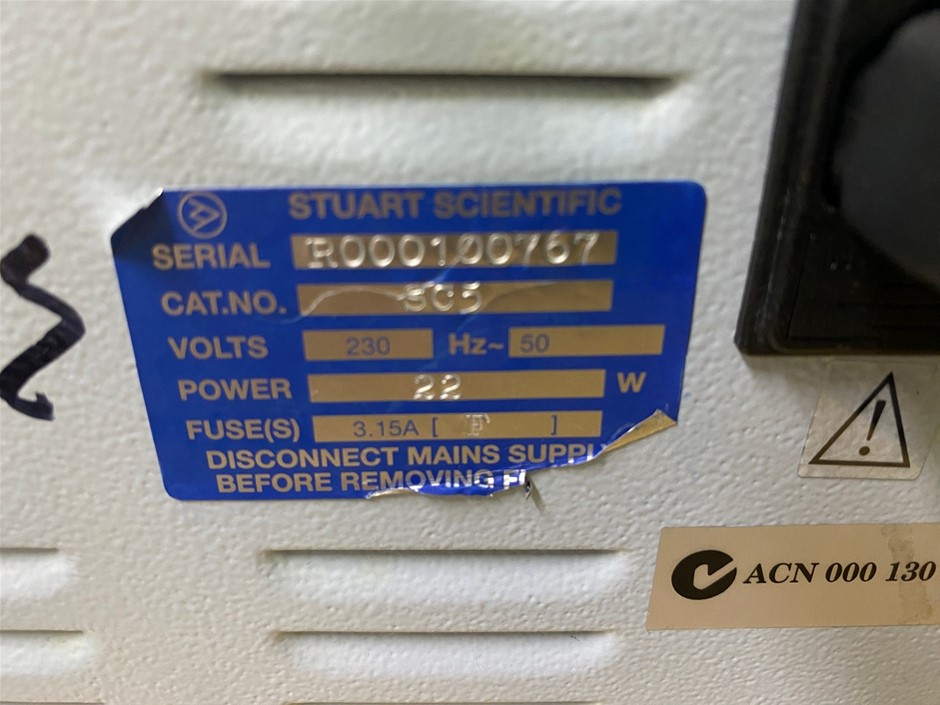 STUART SCIENTIFIC
SERIAL R000100767
CAT.NO. SC5
VOLTS 230 Hz~ 50
POWER 22 W
FUSE(S) 3.15A [ F ]
DISCONNECT MAINS
BEFORE REMOVING
ACN 000 130